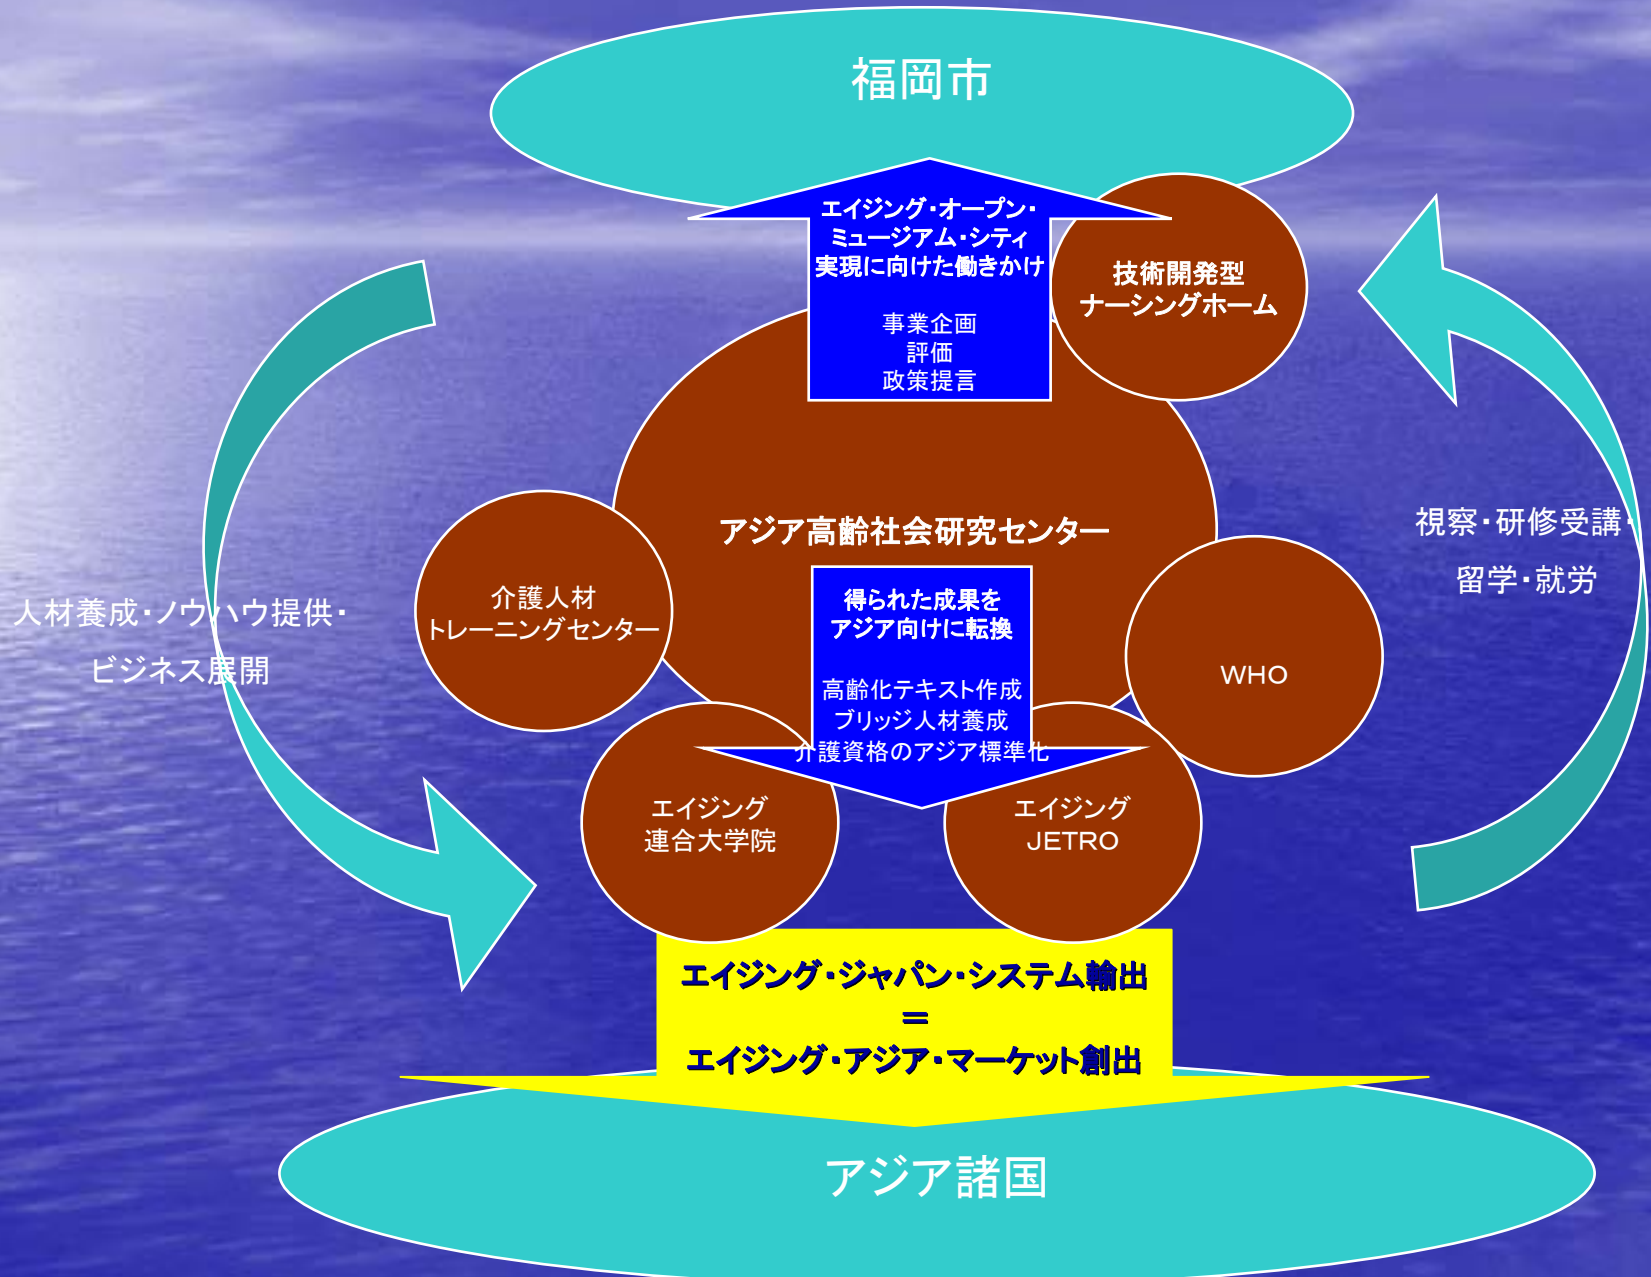 福岡市
エイジング・オープン・
ミュージアム・シティ
実現に向けた働きかけ
事業企画
評価
政策提言
技術開発型
ナーシングホーム
アジア高齢社会研究センター
視察・研修受講・
留学・就労
人材養成・ノウハウ提供・
ビジネス展開
介護人材
トレーニングセンター
得られた成果を
アジア向けに転換
高齢化テキスト作成
ブリッジ人材養成
介護資格のアジア標準化
WHO
エイジング
連合大学院
エイジング
JETRO
エイジング・ジャパン・システム輸出
＝
エイジング・アジア・マーケット創出
アジア諸国